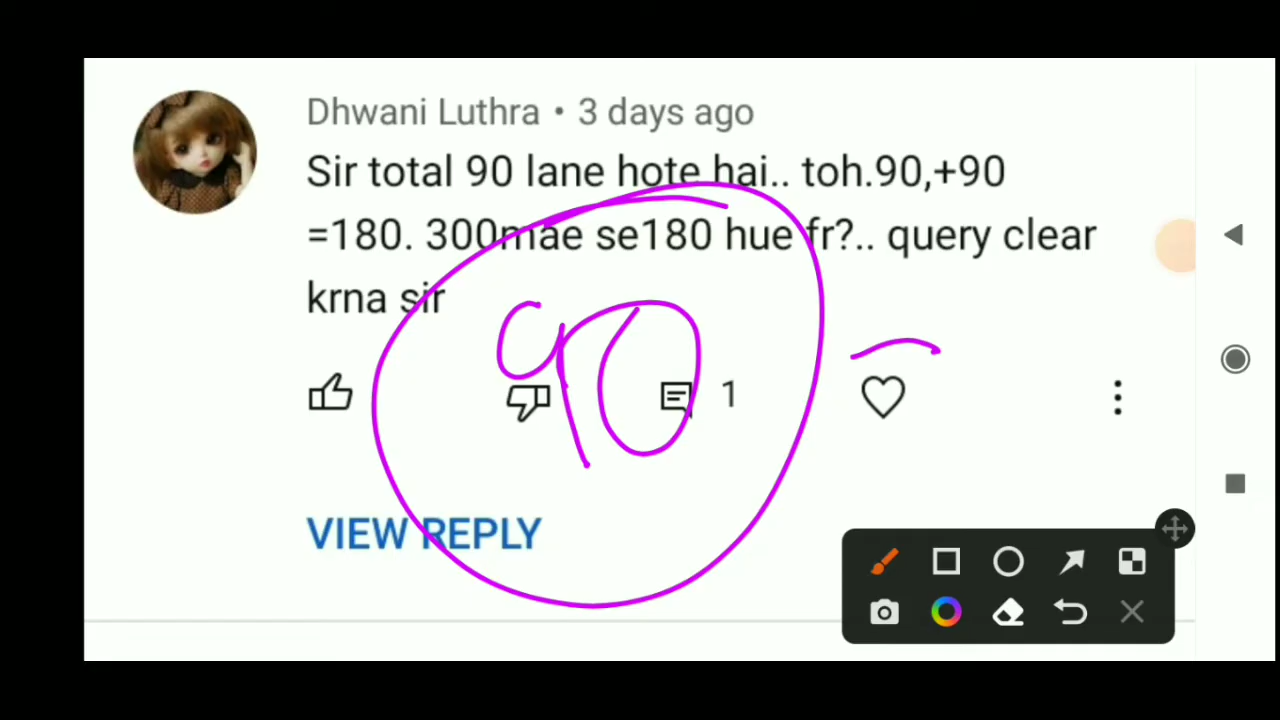 Dhwani Luthra • 3 days ago
Sir total 90 lane hote hai.. toh.90,+90
=180. 300mae se180 hue fr?.. query clear
krna sir
90
1
VIEW REPLY